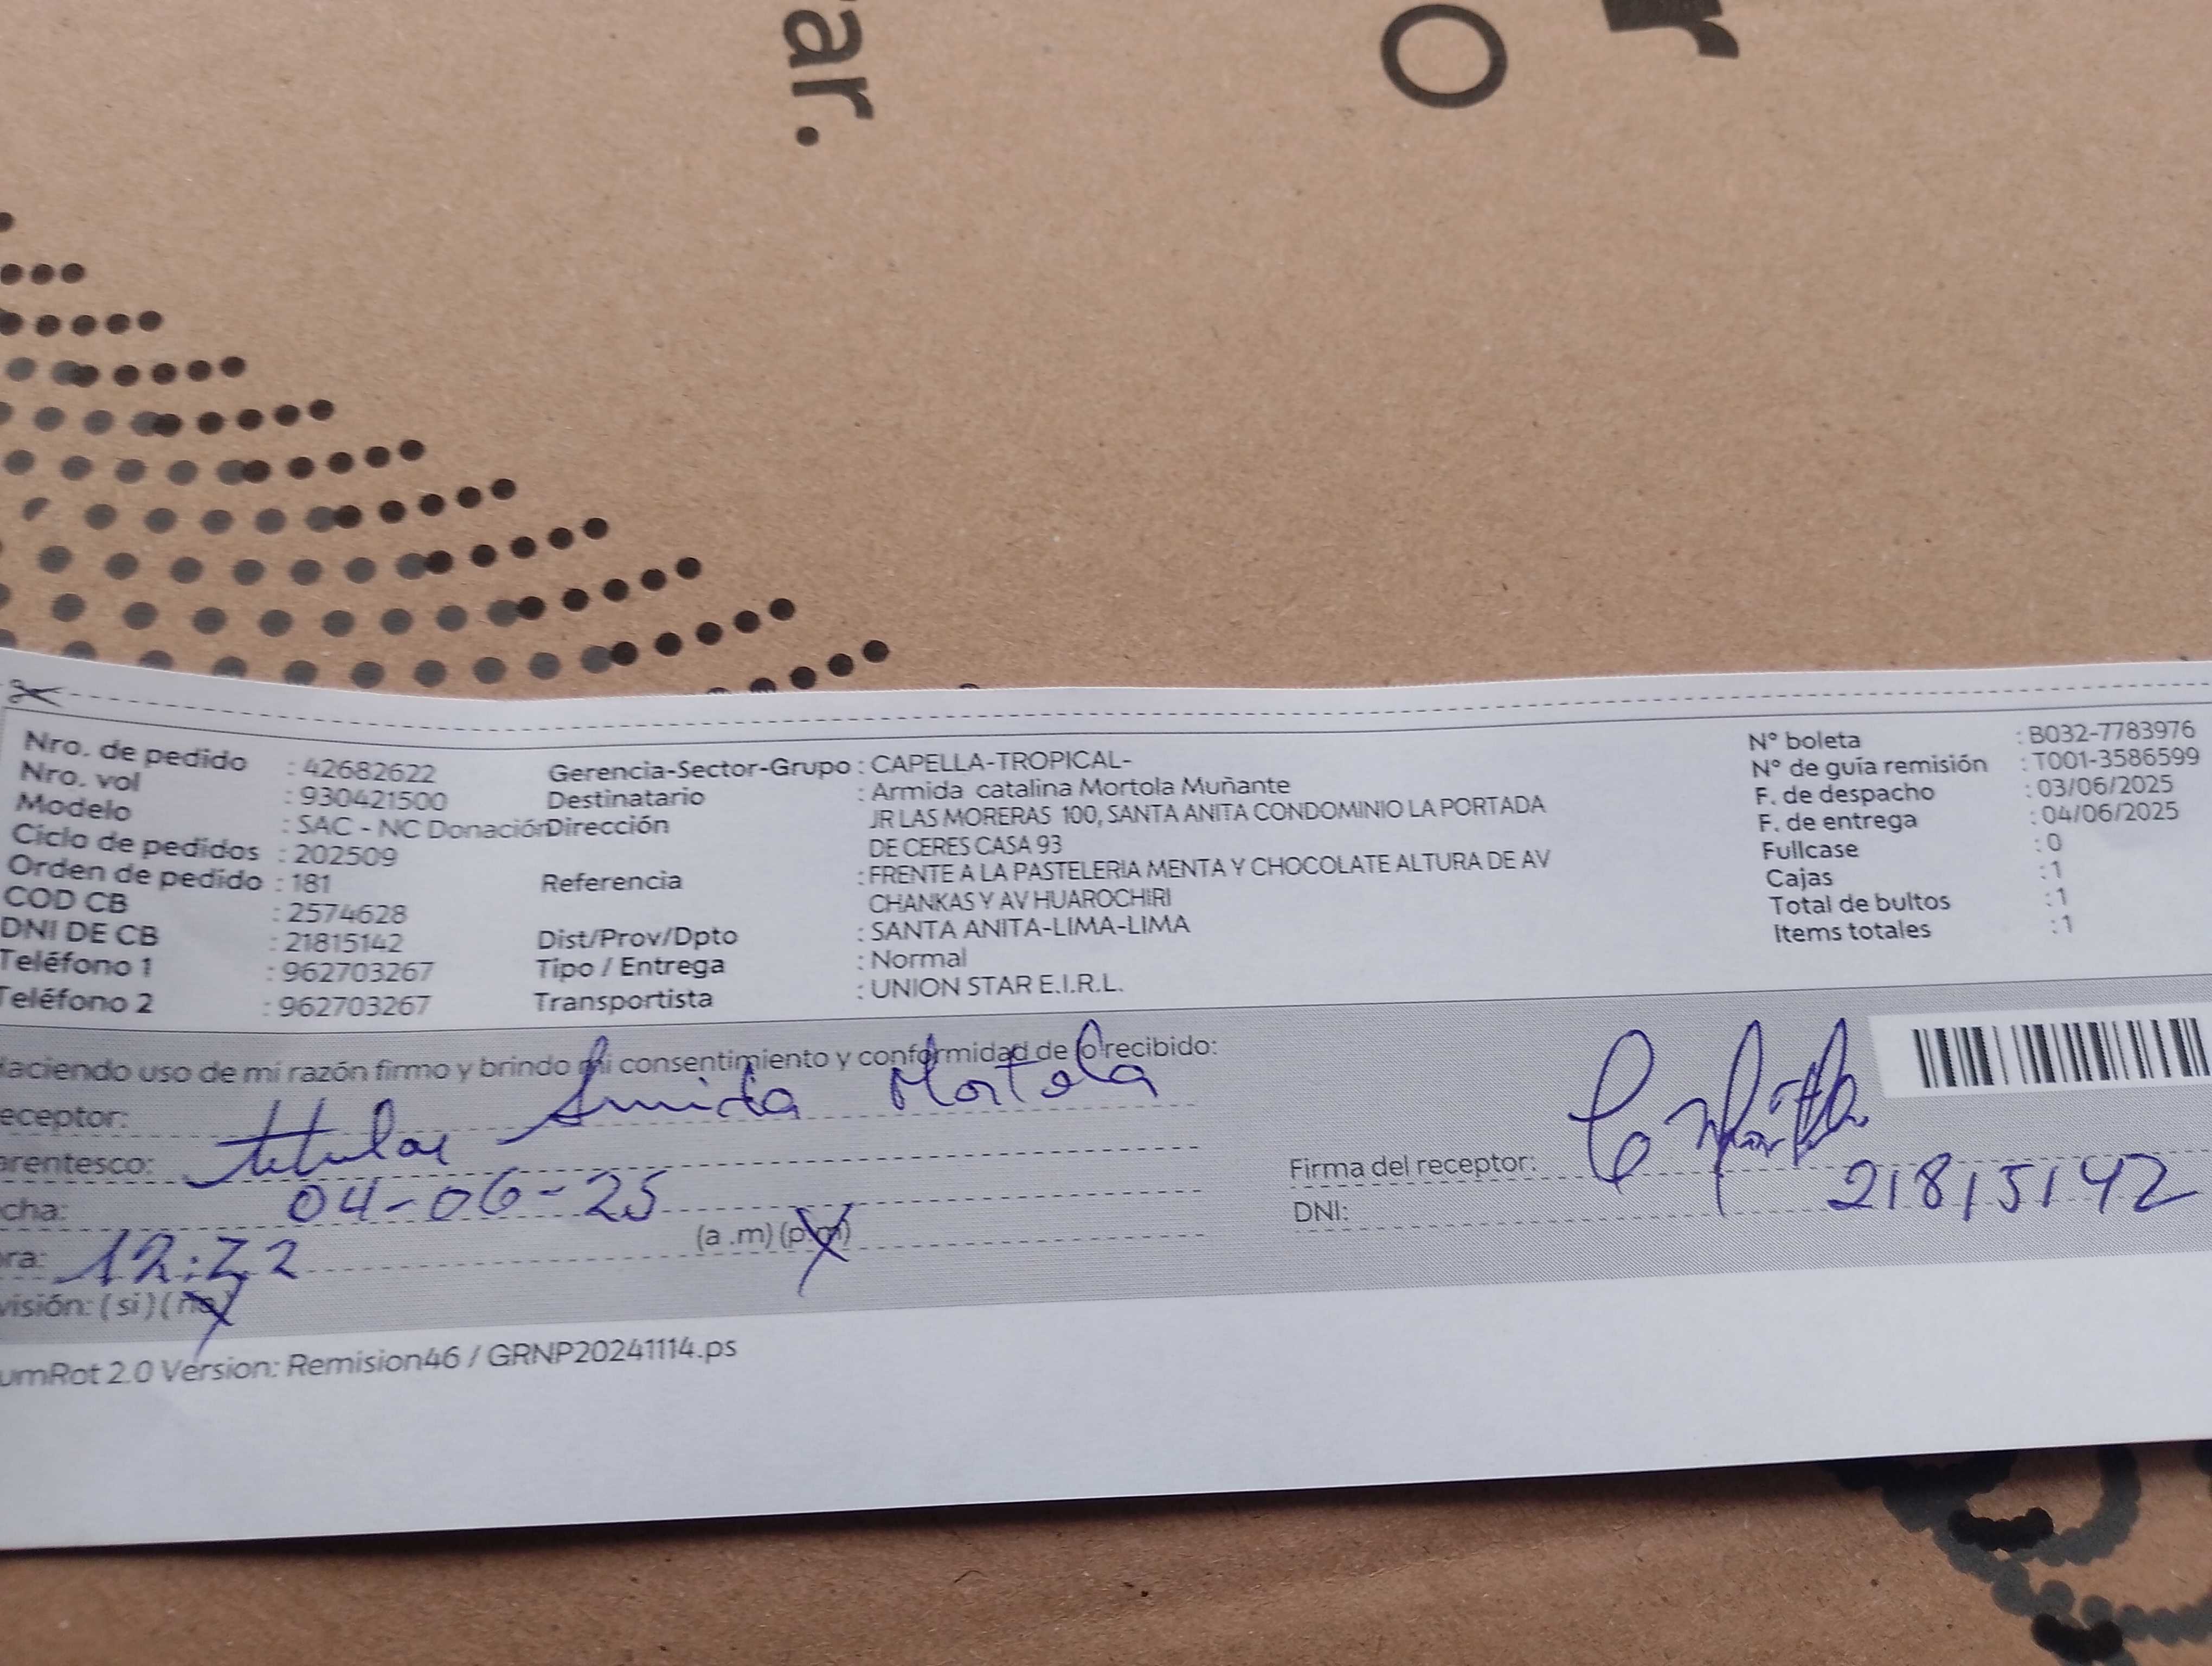 ar.
o
r
Nro. de pedido : 42682622
Nro. vol : 930421500
Modelo : SAC - NC Donación
Ciclo de pedidos : 202509
Orden de pedido : 181
COD CB : 2574628
DNI DE CB : 21815142
Teléfono 1 : 962703267
Teléfono 2 : 962703267
Gerencia-Sector-Grupo : CAPELLA-TROPICAL-
Destinatario : Armida catalina Mortola Muñante
Dirección JR LAS MORERAS 100, SANTA ANITA CONDOMINIO LA PORTADA
DE CERES CASA 93
Referencia : FRENTE A LA PASTELERIA MENTA Y CHOCOLATE ALTURA DE AV
CHANKAS Y AV HUAROCHIRI
Dist/Prov/Dpto : SANTA ANITA-LIMA-LIMA
Tipo / Entrega : Normal
Transportista : UNION STAR E.I.R.L.
N° boleta : B032-7783976
N° de guía remisión : T001-3586599
F. de despacho : 03/06/2025
F. de entrega : 04/06/2025
Fullcase : 0
Cajas : 1
Total de bultos : 1
Items totales : 1
Haciendo uso de mi razón firmo y brindo mi consentimiento y conformidad de lo recibido:
eceptor: Armida Mortola
arentesco: titular
cha: 04-06-25
ora: 12:22 (a .m) (p.m)
visión: ( si ) ( no )
Firma del receptor:
DNI: 21815142
umRot 2.0 Version: Remision46 / GRNP20241114.ps